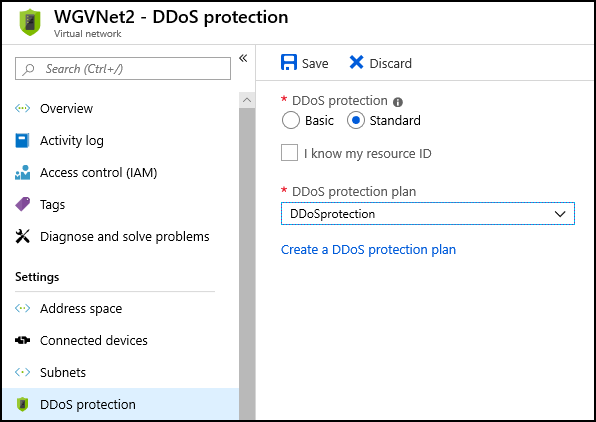 WGVNet2 - DDoS protection
Virtual network
Search (Ctrl+/)
Overview
Activity log
Access control (IAM)
Tags
Diagnose and solve problems
Settings
Address space
Connected devices
Subnets
DDoS protection
Save Discard
* DDoS protection
Basic Standard
I know my resource ID
* DDoS protection plan
DDoSprotection
Create a DDoS protection plan